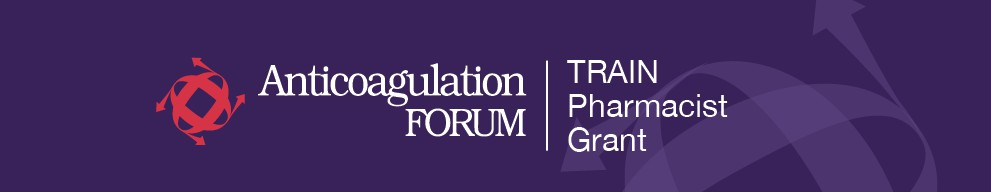 Anticoagulation
FORUM
TRAIN
Pharmacist
Grant